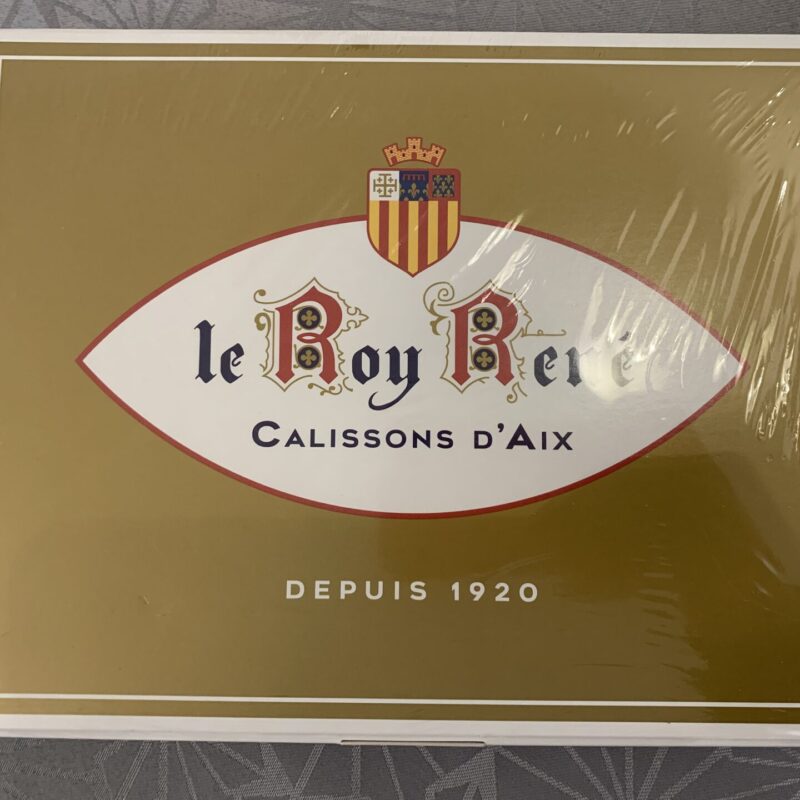 le Roy René
CALISSONS D'AIX
DEPUIS 1920